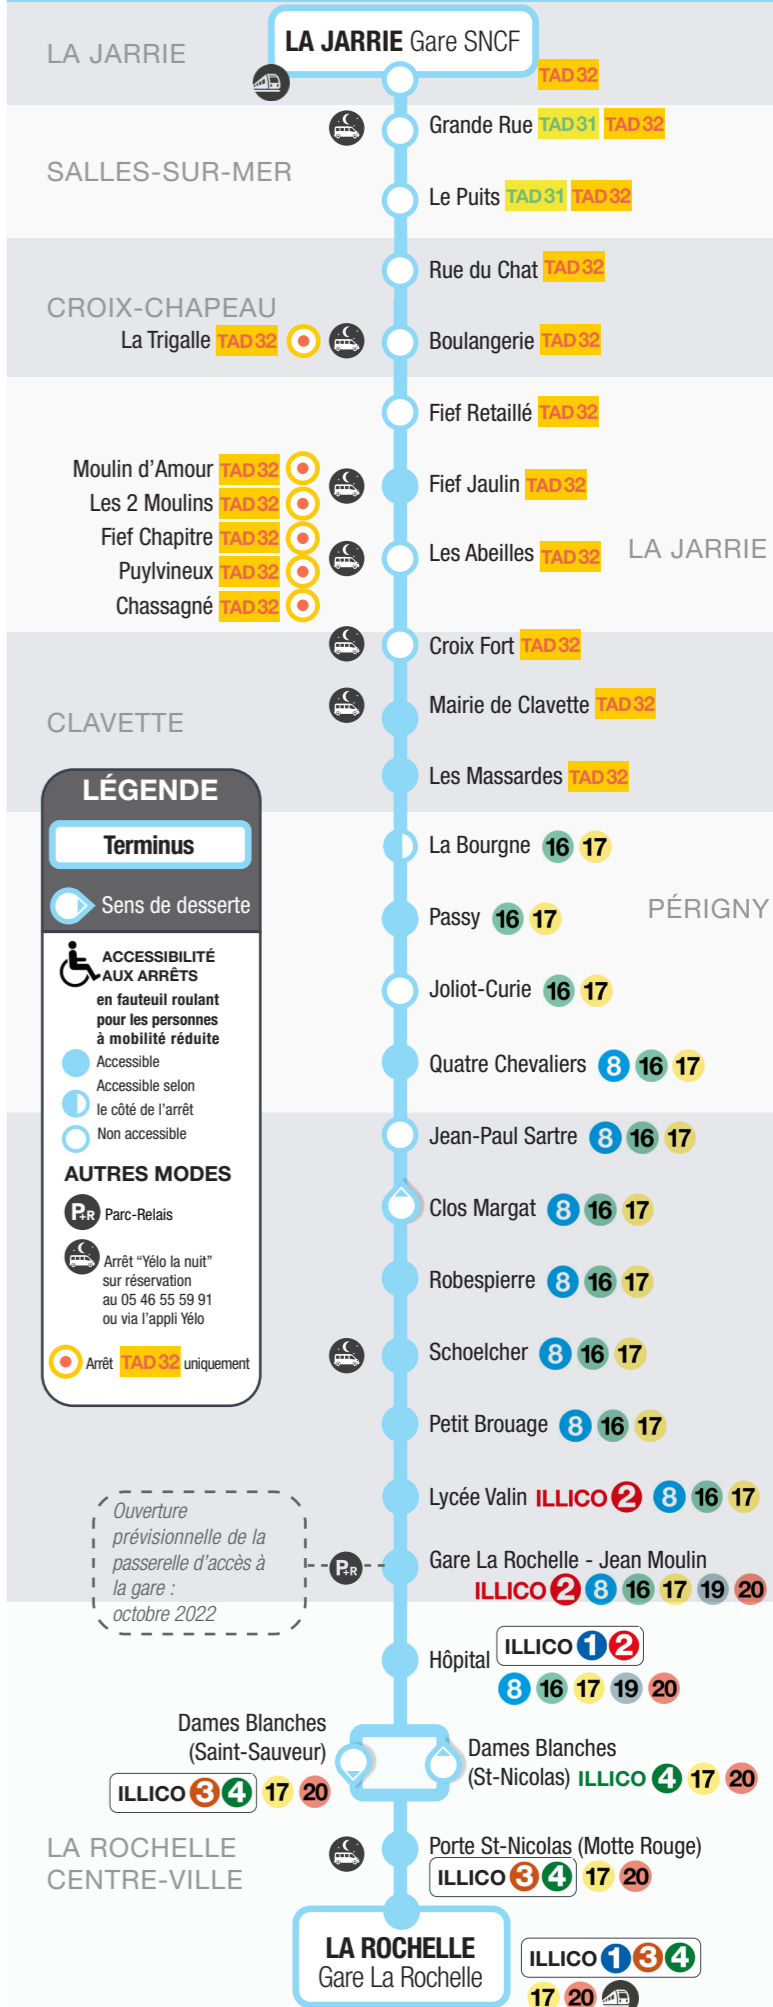 LA JARRIE
LA JARRIE Gare SNCF
TAD 32
SALLES-SUR-MER
Grande Rue TAD 31 TAD 32
Le Puits TAD 31 TAD 32
CROIX-CHAPEAU
Rue du Chat TAD 32
La Trigalle TAD 32
Boulangerie TAD 32
Fief Retaillé TAD 32
Moulin d'Amour TAD 32
Les 2 Moulins TAD 32
Fief Chapitre TAD 32
Puylvineux TAD 32
Chassagné TAD 32
Fief Jaulin TAD 32
Les Abeilles TAD 32
LA JARRIE
Croix Fort TAD 32
CLAVETTE
Mairie de Clavette TAD 32
Les Massardes TAD 32
LÉGENDE
Terminus
Sens de desserte
ACCESSIBILITÉ
AUX ARRÊTS
en fauteuil roulant
pour les personnes
à mobilité réduite
Accessible
Accessible selon
le côté de l'arrêt
Non accessible
AUTRES MODES
P+R Parc-Relais
Arrêt "Yélo la nuit"
sur réservation
au 05 46 55 59 91
ou via l'appli Yélo
Arrêt TAD 32 uniquement
La Bourgne 16 17
PÉRIGNY
Passy 16 17
Joliot-Curie 16 17
Quatre Chevaliers 8 16 17
Jean-Paul Sartre 8 16 17
Clos Margat 8 16 17
Robespierre 8 16 17
Schoelcher 8 16 17
Petit Brouage 8 16 17
Lycée Valin ILLICO 2 8 16 17
Ouverture
prévisionnelle de la
passerelle d'accès à
la gare :
octobre 2022
P+R
Gare La Rochelle - Jean Moulin
ILLICO 2 8 16 17 19 20
Hôpital ILLICO 1 2
8 16 17 19 20
Dames Blanches
(Saint-Sauveur)
ILLICO 3 4 17 20
Dames Blanches
(St-Nicolas) ILLICO 4 17 20
LA ROCHELLE
CENTRE-VILLE
Porte St-Nicolas (Motte Rouge)
ILLICO 3 4 17 20
LA ROCHELLE
Gare La Rochelle
ILLICO 1 3 4
17 20